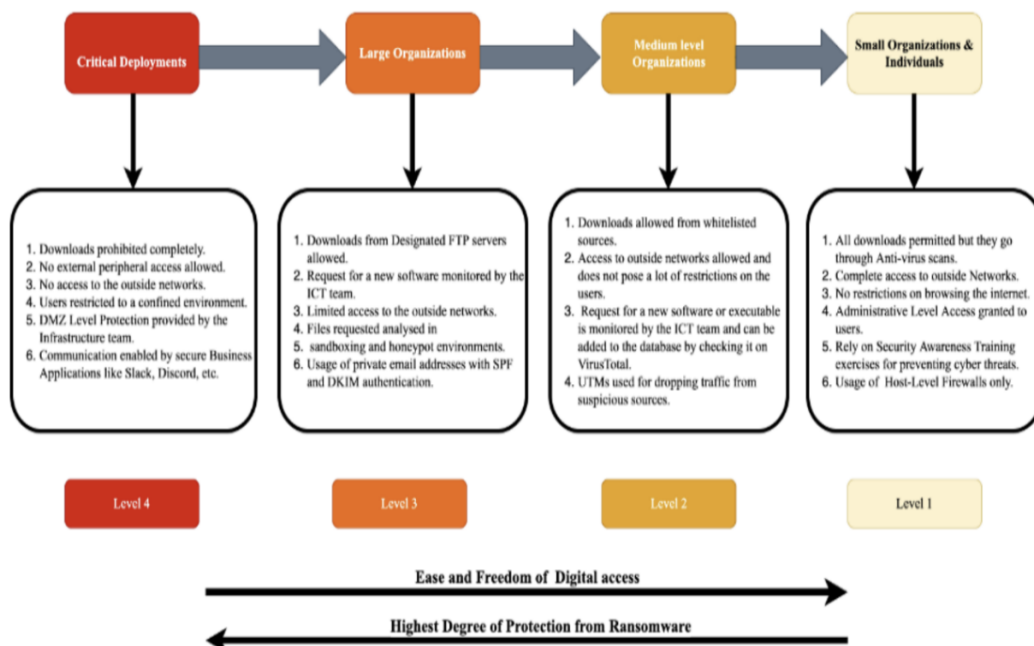 Critical Deployments
Large Organizations
Medium level
Organizations
Small Organizations &
Individuals
1. Downloads prohibited completely.
2. No external peripheral access allowed.
3. No access to the outside networks.
4. Users restricted to a confined environment.
5. DMZ Level Protection provided by the
Infrastructure team.
6. Communication enabled by secure Business
Applications like Slack, Discord, etc.
1. Downloads from Designated FTP servers
allowed.
2. Request for a new software monitored by the
ICT team.
3. Limited access to the outside networks.
4. Files requested analysed in
5. sandboxing and honeypot environments.
6. Usage of private email addresses with SPF
and DKIM authentication.
1. Downloads allowed from whitelisted
sources.
2. Access to outside networks allowed and
does not pose a lot of restrictions on the
users.
3. Request for a new software or executable
is monitored by the ICT team and can be
added to the database by checking it on
VirusTotal.
4. UTMs used for dropping traffic from
suspicious sources.
1. All downloads permitted but they go
through Anti-virus scans.
2. Complete access to outside Networks.
3. No restrictions on browsing the internet.
4. Administrative Level Access granted to
users.
5. Rely on Security Awareness Training
exercises for preventing cyber threats.
6. Usage of Host-Level Firewalls only.
Level 4
Level 3
Level 2
Level 1
Ease and Freedom of Digital access
Highest Degree of Protection from Ransomware